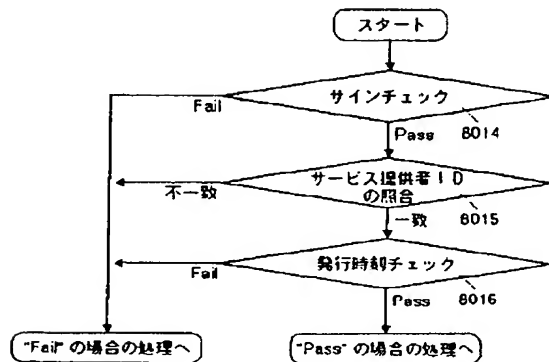 スタート
サインチェック
Fail
Pass
8014
サービス提供者ID
の照合
不一致
一致
8015
発行時刻チェック
Fail
Pass
8016
"Fail" の場合の処理へ
"Pass" の場合の処理へ